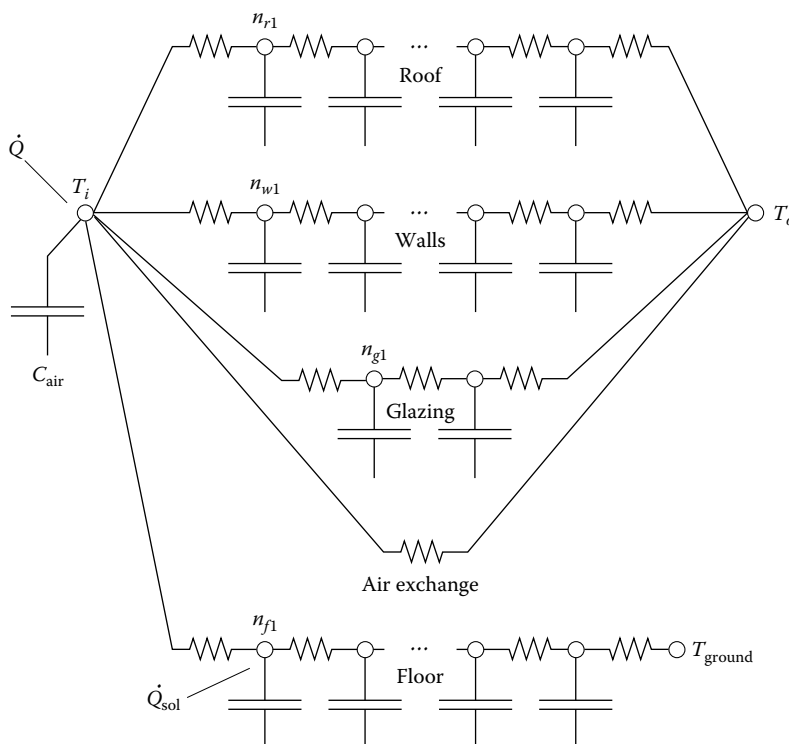 n_r1
...
Roof
Q̇
T_i
n_w1
...
Walls
T_o
C_air
n_g1
Glazing
Air exchange
n_f1
...
Floor
T_ground
Q̇_sol